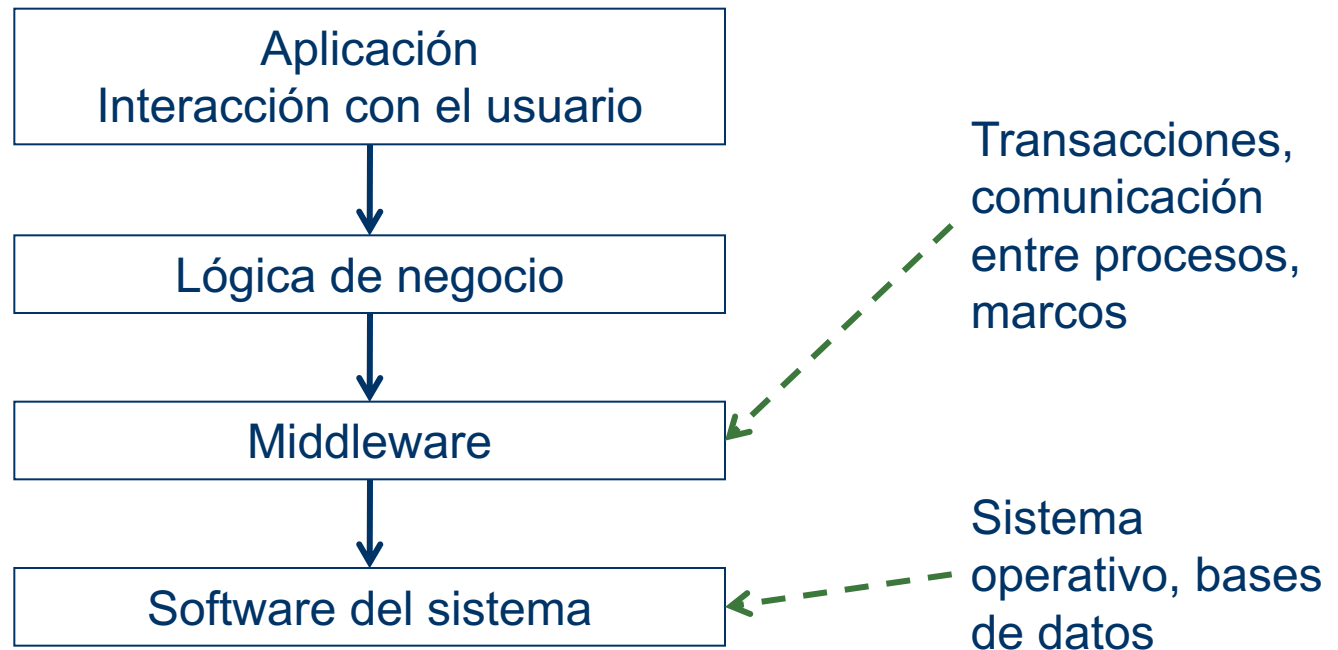 Aplicación
Interacción con el usuario
Transacciones,
comunicación
entre procesos,
marcos
Lógica de negocio
Middleware
Sistema
operativo, bases
de datos
Software del sistema